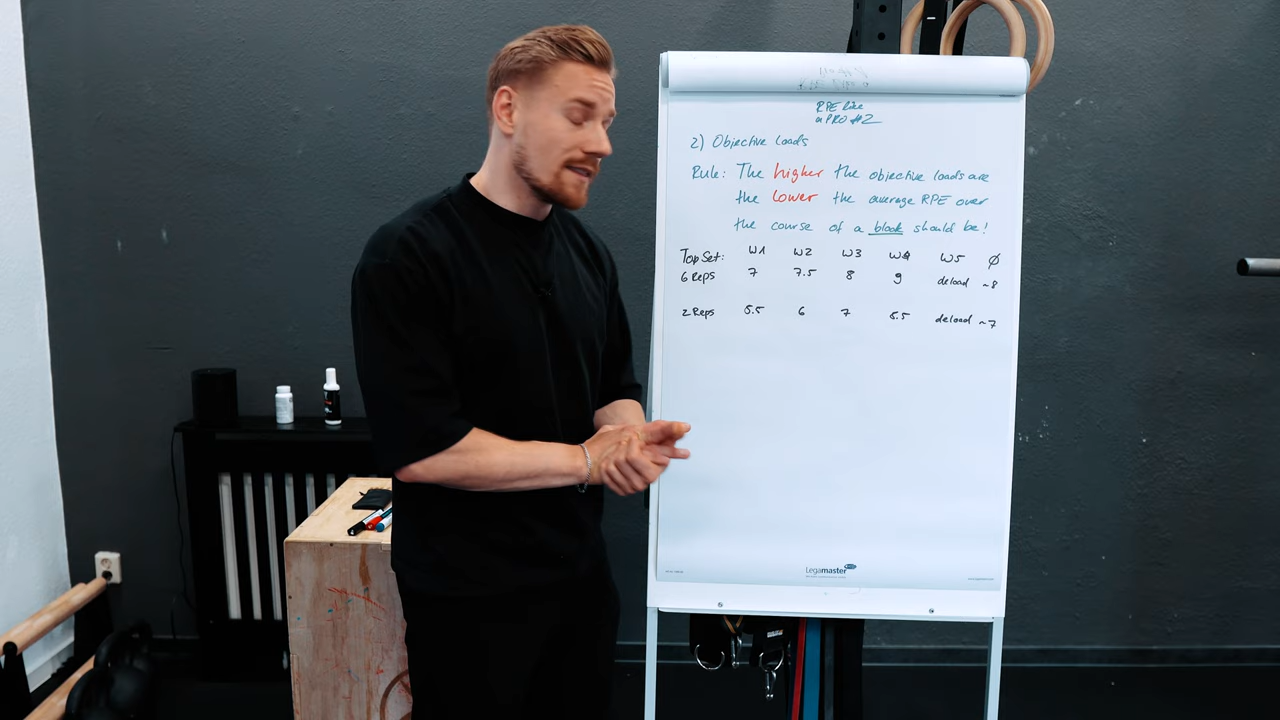 RPE like
a PRO #2
2) Objective Loads
Rule: The higher the objective loads are
the lower the average RPE over
the course of a block should be!
Top Set: W1 W2 W3 W4 W5 Ø
6 Reps 7 7.5 8 9 deload ~8
2 Reps 5.5 6 7 8.5 deload ~7
Legamaster